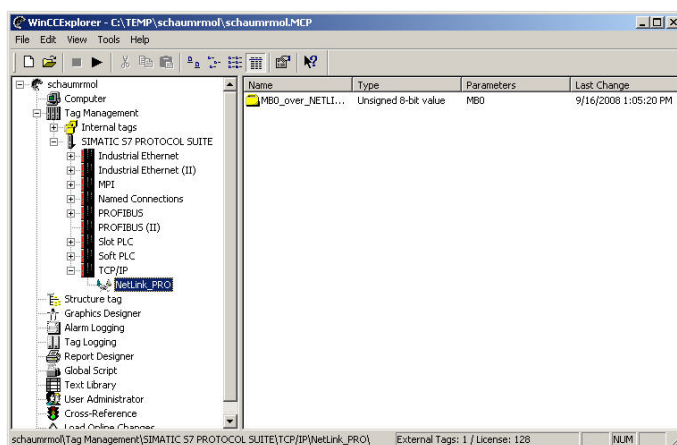 WinCCExplorer - C:\TEMP\schaumrmol\schaumrmol.MCP
File Edit View Tools Help
schaumrmol
Computer
Tag Management
Internal tags
SIMATIC S7 PROTOCOL SUITE
Industrial Ethernet
Industrial Ethernet (II)
MPI
Named Connections
PROFIBUS
PROFIBUS (II)
Slot PLC
Soft PLC
TCP/IP
NetLink_PRO
Structure tag
Graphics Designer
Alarm Logging
Tag Logging
Report Designer
Global Script
Text Library
User Administrator
Cross-Reference
Load Online Changes
Name Type Parameters Last Change
MB0_over_NETLI... Unsigned 8-bit value MB0 9/16/2008 1:05:20 PM
schaumrmol\Tag Management\SIMATIC S7 PROTOCOL SUITE\TCP/IP\NetLink_PRO\ External Tags: 1 / License: 128 NUM